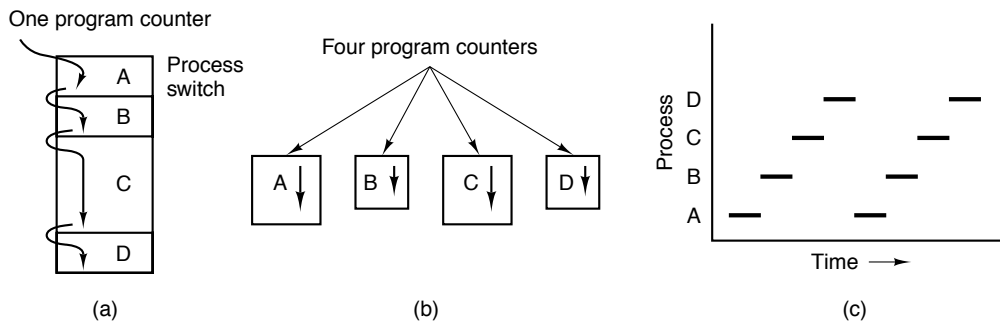 One program counter
A
B
C
D
Process
switch
(a)
Four program counters
A
B
C
D
(b)
Process
D
C
B
A
Time
(c)